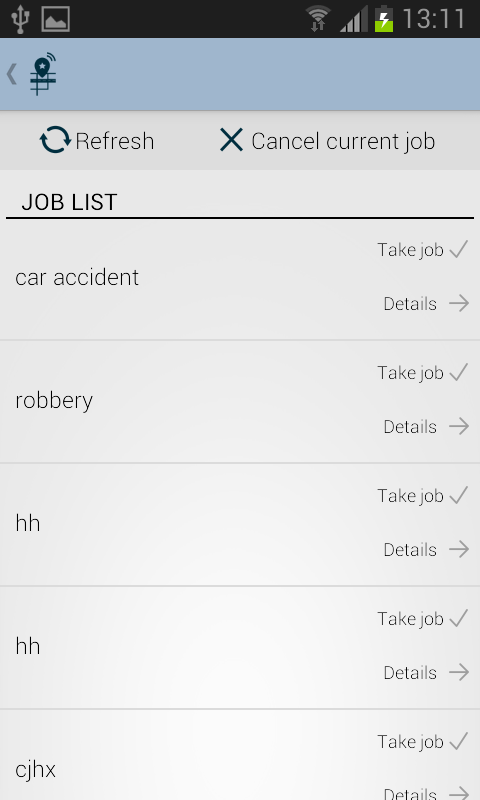 13:11
Refresh
Cancel current job
JOB LIST
Take job
car accident
Details
Take job
robbery
Details
Take job
hh
Details
Take job
hh
Details
Take job
cjhx
Details